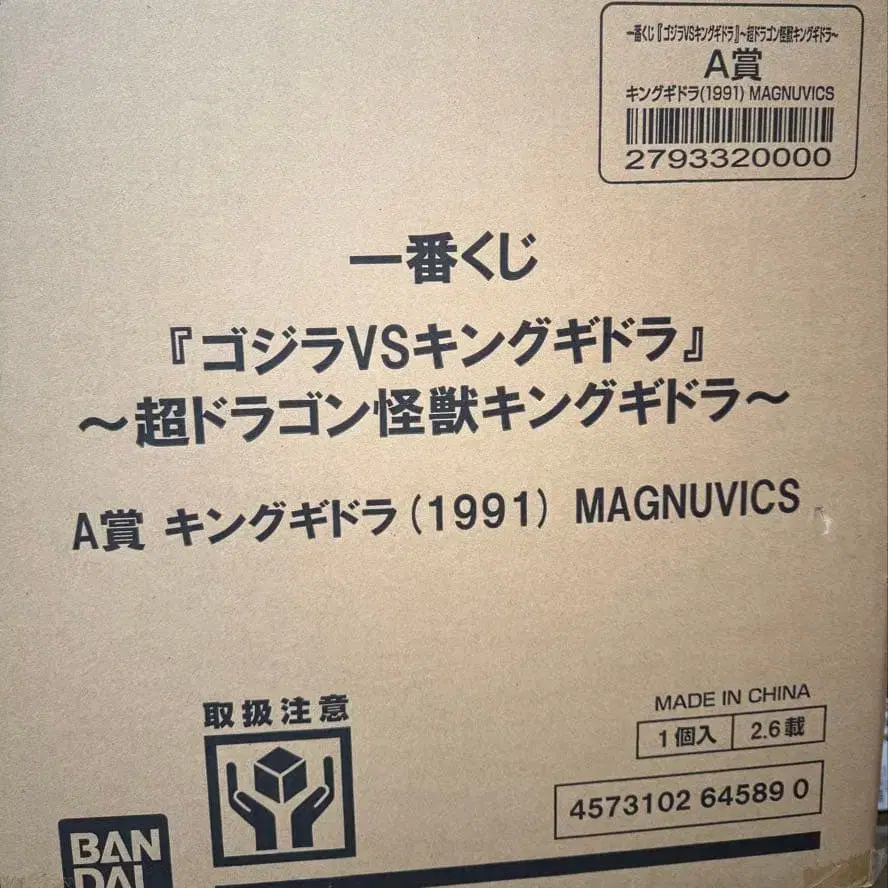 一番くじ『ゴジラVSキングギドラ』~超ドラゴン怪獣キングギドラ~
A賞
キングギドラ(1991) MAGNUVICS
2793320000
一番くじ
『ゴジラVSキングギドラ』
~超ドラゴン怪獣キングギドラ~
A賞 キングギドラ(1991) MAGNUVICS
取扱注意
MADE IN CHINA
1個入 2.6載
4573102 64589 0
BAN
DAI